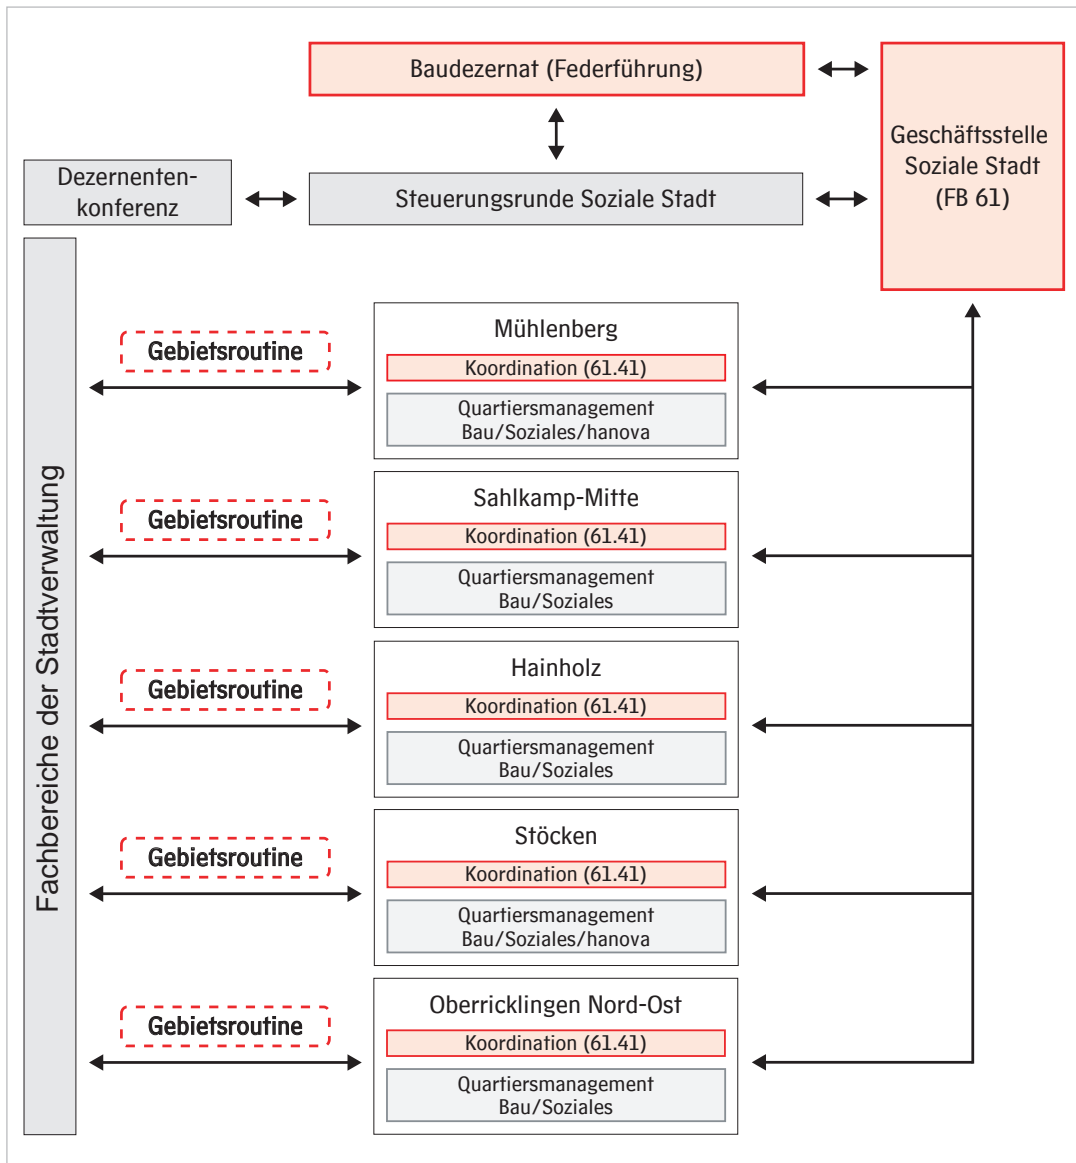 Baudezernat (Federführung)
Geschäftsstelle
Soziale Stadt
(FB 61)
Dezernenten-
konferenz
Steuerungsrunde Soziale Stadt
Fachbereiche der Stadtverwaltung
Gebietsroutine
Mühlenberg
Koordination (61.41)
Quartiersmanagement
Bau/Soziales/hanova
Gebietsroutine
Sahlkamp-Mitte
Koordination (61.41)
Quartiersmanagement
Bau/Soziales
Gebietsroutine
Hainholz
Koordination (61.41)
Quartiersmanagement
Bau/Soziales
Gebietsroutine
Stöcken
Koordination (61.41)
Quartiersmanagement
Bau/Soziales/hanova
Gebietsroutine
Oberricklingen Nord-Ost
Koordination (61.41)
Quartiersmanagement
Bau/Soziales